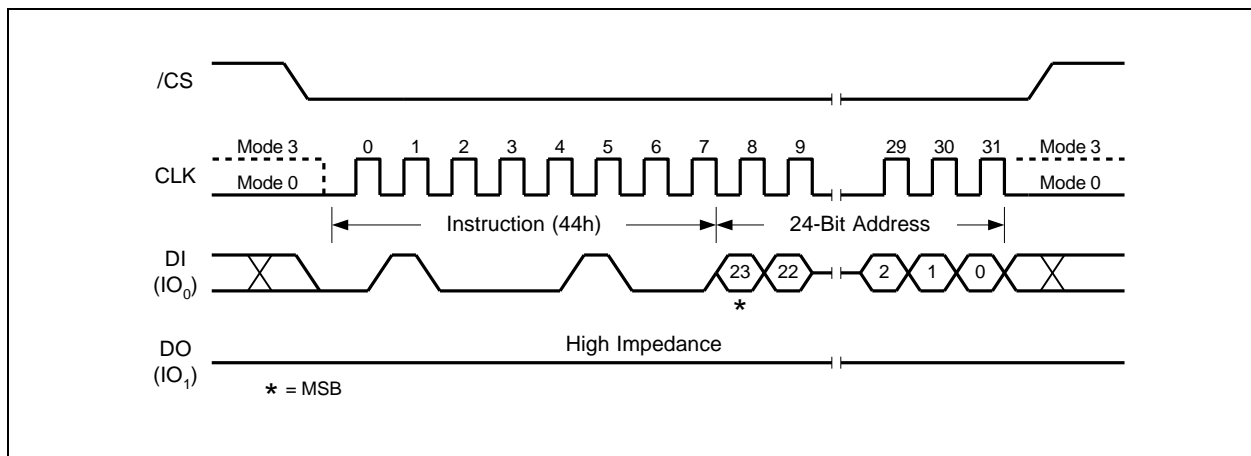 /CS
Mode 3
0 1 2 3 4 5 6 7 8 9 29 30 31
Mode 3
CLK
Mode 0
Mode 0
Instruction (44h)
24-Bit Address
DI
(IO0)
23 22 2 1 0
*
High Impedance
DO
(IO1)
* = MSB